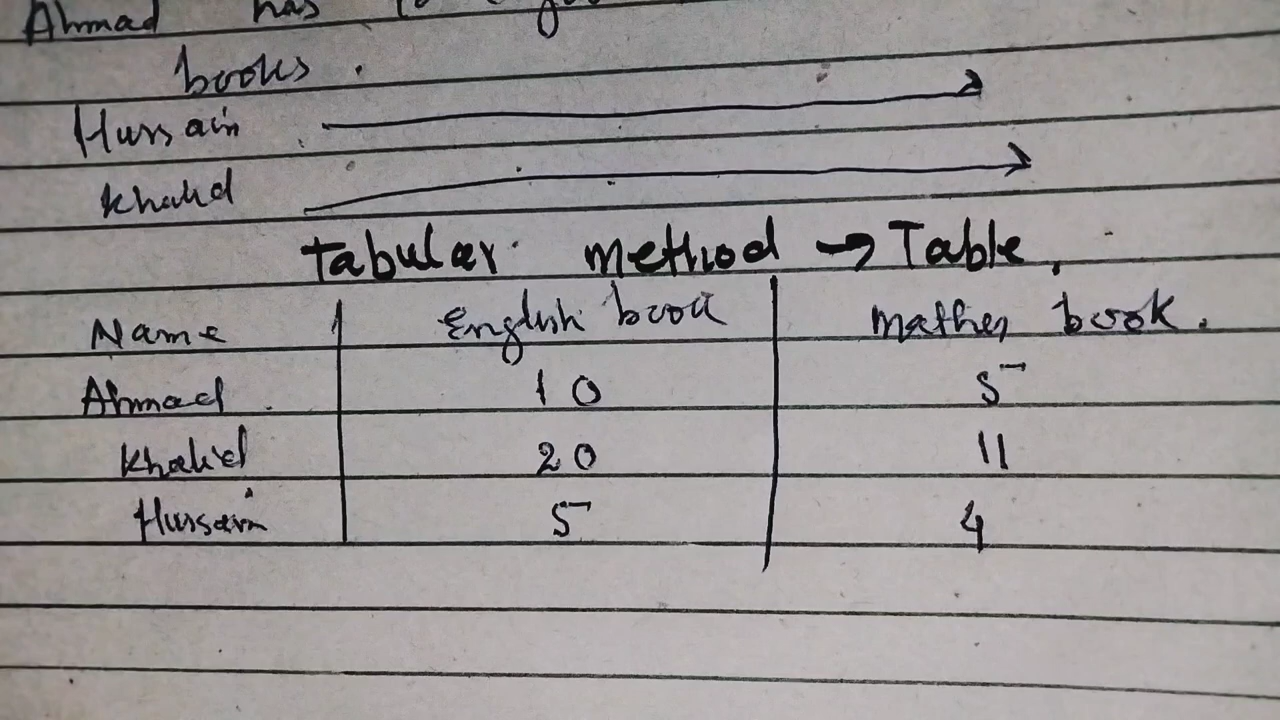 Ahmad has
books.
Hussain
Khalid
Tabular method → Table.
Name English book Mathes book.
Ahmad 10 5
Khalid 20 11
Hussain 5 4